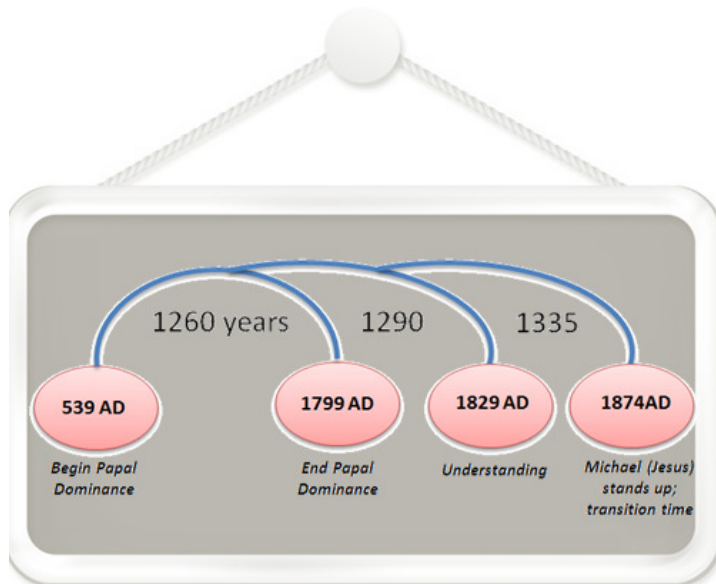 1260 years
1290
1335
539 AD
1799 AD
1829 AD
1874AD
Begin Papal
Dominance
End Papal
Dominance
Understanding
Michael (Jesus)
stands up;
transition time